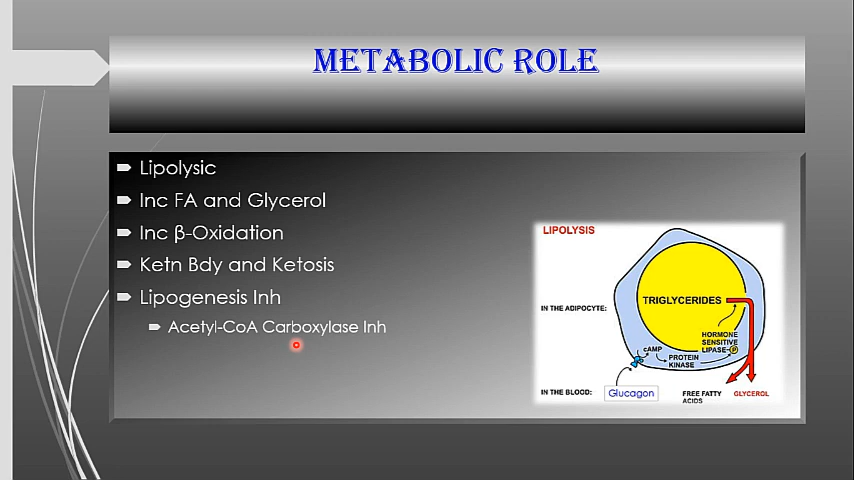 METABOLIC ROLE
Lipolysic
Inc FA and Glycerol
Inc β-Oxidation
Ketn Bdy and Ketosis
Lipogenesis Inh
Acetyl-CoA Carboxylase Inh
LIPOLYSIS
TRIGLYCERIDES
IN THE ADIPOCYTE:
HORMONE
SENSITIVE
LIPASE
P
cAMP
PROTEIN
KINASE
IN THE BLOOD:
Glucagon
FREE FATTY
ACIDS
GLYCEROL